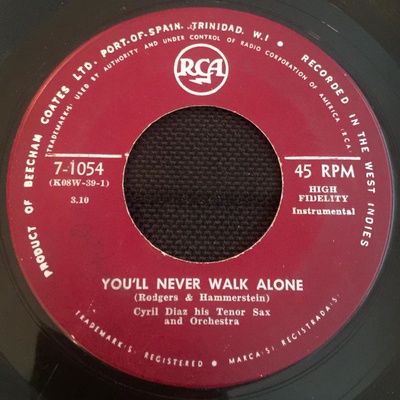 PRODUCT OF BEECHAM COATES LTD. PORT-OF-SPAIN. TRINIDAD. W.I • RECORDED IN THE WEST INDIES
TRADEMARK'S: USED BY AUTHORITY AND UNDER CONTROL OF RADIO CORPORATION OF AMERICA (R.C.A.
RCA
7-1054
(K08W-39-1)
3.10
45 RPM
HIGH
FIDELITY
Instrumental
YOU'LL NEVER WALK ALONE
(Rodgers & Hammerstein)
Cyril Diaz his Tenor Sax
and Orchestra
TRADEMARK'S • REGISTERED • MARCA(S) REGISTRADA(S)